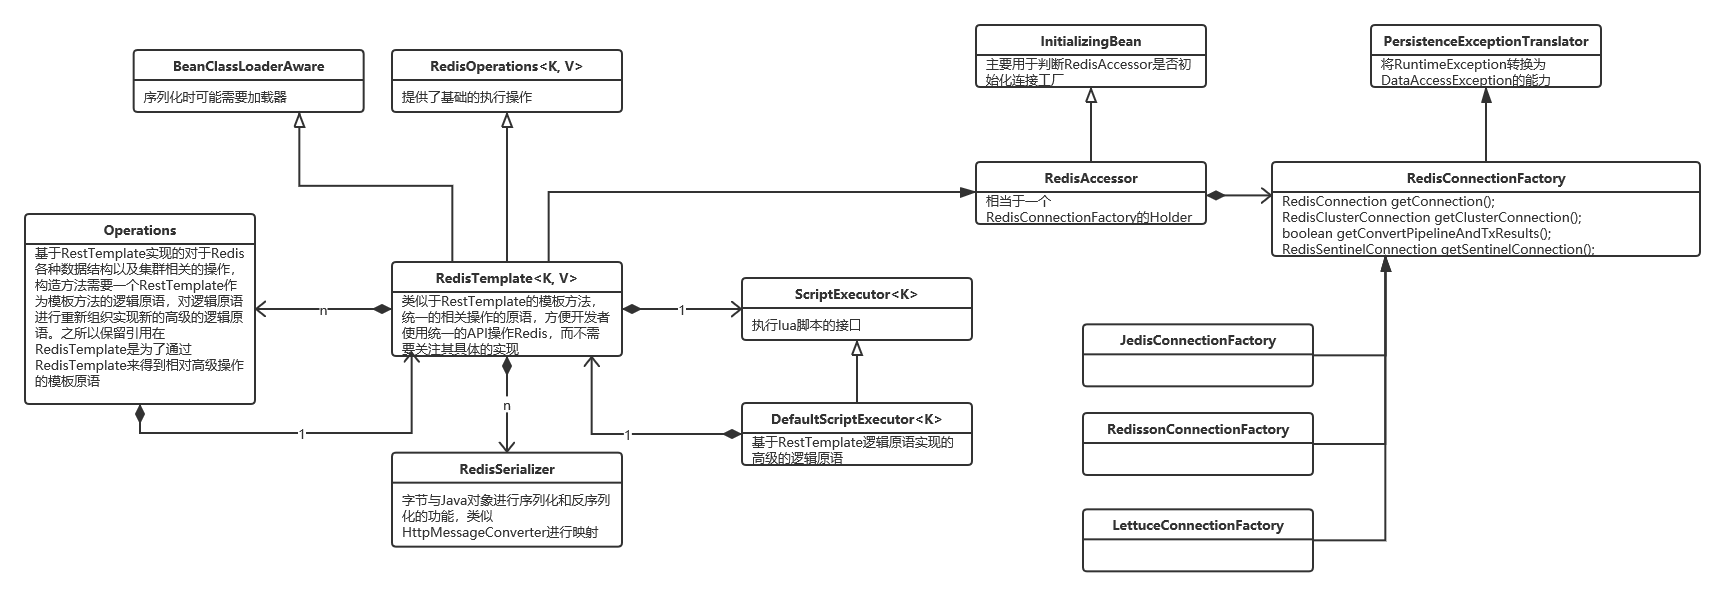 InitializingBean
主要用于判断RedisAccessor是否初
始化连接工厂
PersistenceExceptionTranslator
将RuntimeException转换为
DataAccessException的能力
BeanClassLoaderAware
序列化时可能需要加载器
RedisOperations<K, V>
提供了基础的执行操作
RedisAccessor
相当于一个
RedisConnectionFactory的Holder
RedisConnectionFactory
RedisConnection getConnection();
RedisClusterConnection getClusterConnection();
boolean getConvertPipelineAndTxResults();
RedisSentinelConnection getSentinelConnection();
Operations
基于RestTemplate实现的对于Redis
各种数据结构以及集群相关的操作，
构造方法需要一个RestTemplate作
为模板方法的逻辑原语，对逻辑原语
进行重新组织实现新的高级的逻辑原
语。之所以保留引用在
RedisTemplate是为了通过
RedisTemplate来得到相对高级操作
的模板原语
n
RedisTemplate<K, V>
类似于RestTemplate的模板方法，
统一的相关操作的原语，方便开发者
使用统一的API操作Redis，而不需
要关注其具体的实现
1
ScriptExecutor<K>
执行lua脚本的接口
JedisConnectionFactory
n
1
1
DefaultScriptExecutor<K>
基于RestTemplate逻辑原语实现的
高级的逻辑原语
RedissonConnectionFactory
RedisSerializer
字节与Java对象进行序列化和反序列
化的功能，类似
HttpMessageConverter进行映射
LettuceConnectionFactory